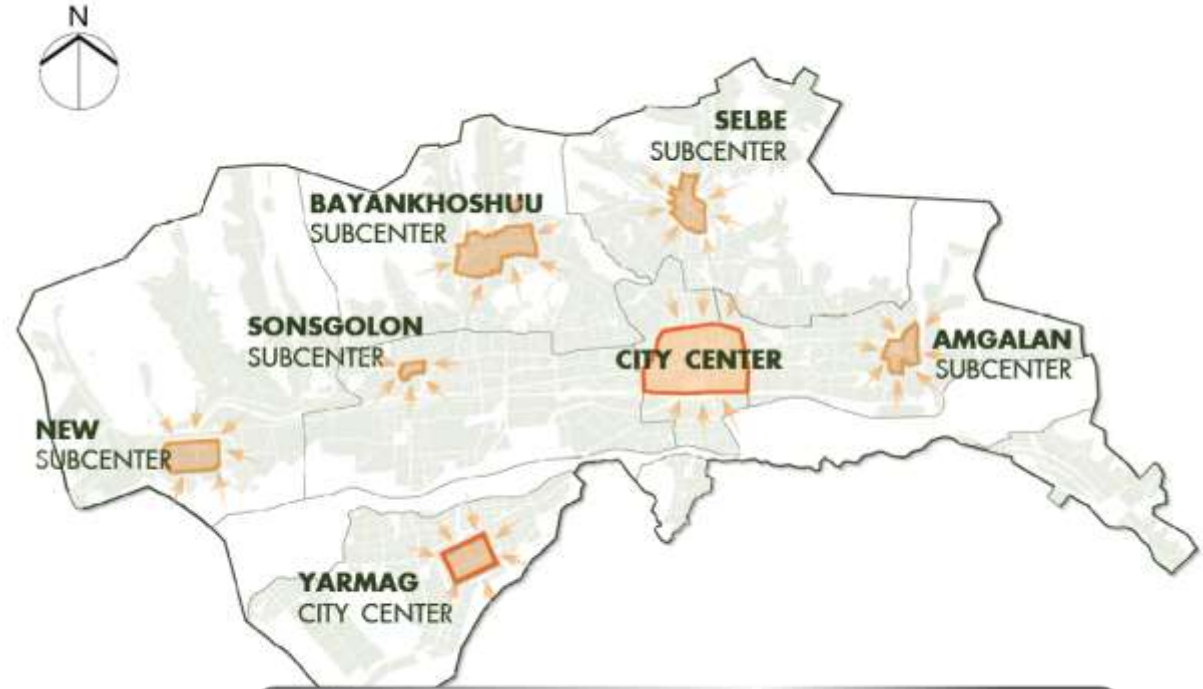 N
SELBE
SUBCENTER
BAYANKHOSHUU
SUBCENTER
SONSGOLON
SUBCENTER
CITY CENTER
AMGALAN
SUBCENTER
NEW
SUBCENTER
YARMAG
CITY CENTER